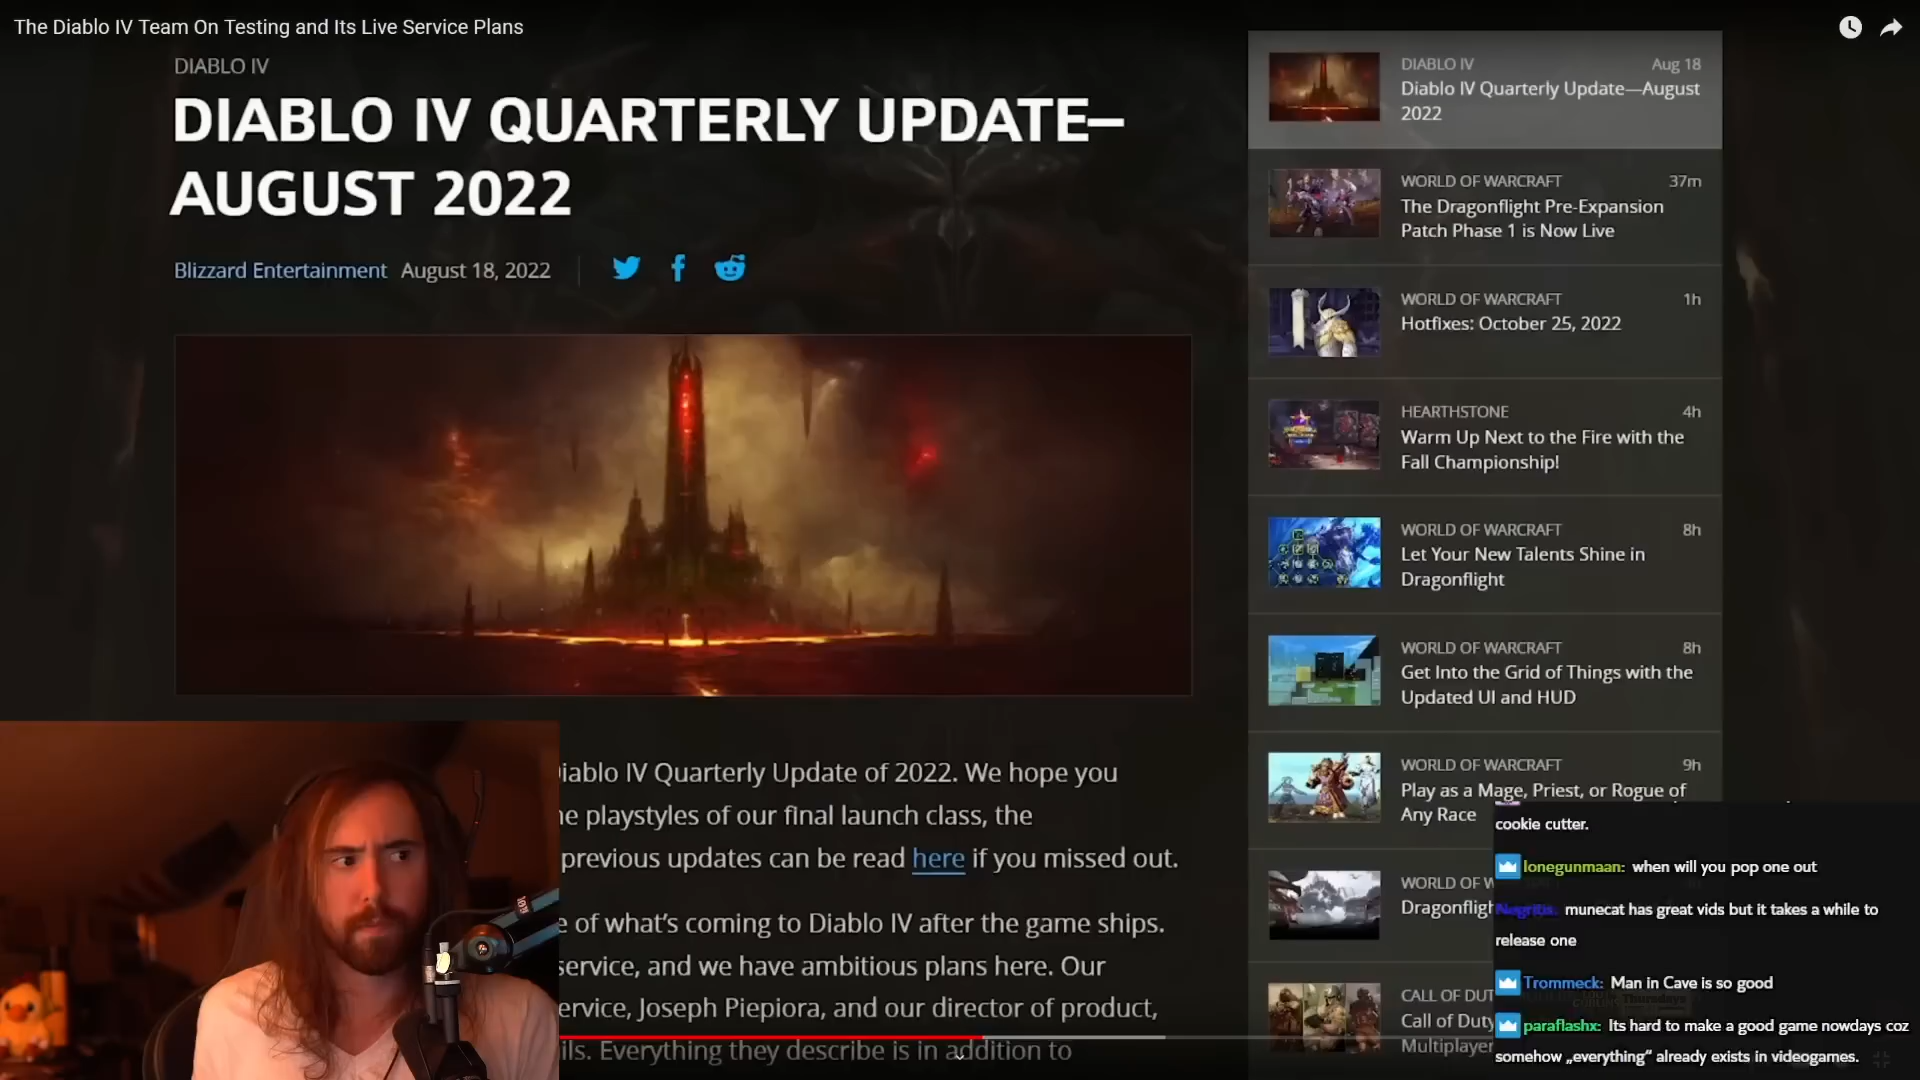 The Diablo IV Team On Testing and Its Live Service Plans
DIABLO IV
DIABLO IV QUARTERLY UPDATE—
AUGUST 2022
Blizzard Entertainment August 18, 2022
iablo IV Quarterly Update of 2022. We hope you
e playstyles of our final launch class, the
previous updates can be read here if you missed out.
e of what's coming to Diablo IV after the game ships.
service, and we have ambitious plans here. Our
ervice, Joseph Piepiora, and our director of product,
ils. Everything they describe is in addition to
DIABLO IV Aug 18
Diablo IV Quarterly Update—August
2022
WORLD OF WARCRAFT 37m
The Dragonflight Pre-Expansion
Patch Phase 1 is Now Live
WORLD OF WARCRAFT 1h
Hotfixes: October 25, 2022
HEARTHSTONE 4h
Warm Up Next to the Fire with the
Fall Championship!
WORLD OF WARCRAFT 8h
Let Your New Talents Shine in
Dragonflight
WORLD OF WARCRAFT 8h
Get Into the Grid of Things with the
Updated UI and HUD
WORLD OF WARCRAFT 9h
Play as a Mage, Priest, or Rogue of
Any Race
WORLD OF W
Dragonfligh
CALL OF DUT
Call of Duty
Multiplayer
cookie cutter.
lonegunmaan: when will you pop one out
munecat has great vids but it takes a while to
release one
Trommeck: Man in Cave is so good
paraflashx: Its hard to make a good game nowdays coz
somehow „everything“ already exists in videogames.